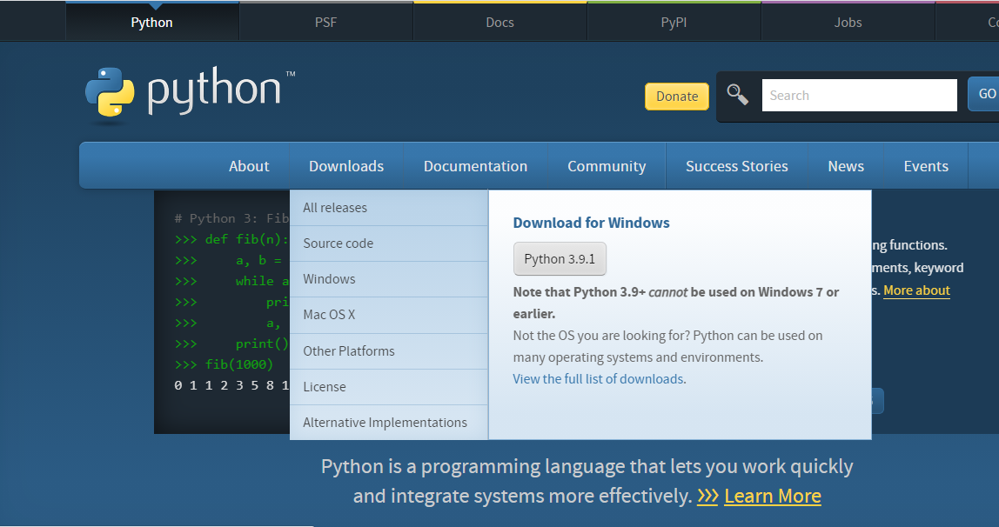 Python
PSF
Docs
PyPI
Jobs
python™
Donate
Search
GO
About
Downloads
Documentation
Community
Success Stories
News
Events
# Python 3: Fib
>>> def fib(n):
>>> a, b =
>>> while a
>>> pri
>>> a,
>>> print()
>>> fib(1000)
0 1 1 2 3 5 8 1
All releases
Source code
Windows
Mac OS X
Other Platforms
License
Alternative Implementations
Download for Windows
Python 3.9.1
Note that Python 3.9+ cannot be used on Windows 7 or
earlier.
Not the OS you are looking for? Python can be used on
many operating systems and environments.
View the full list of downloads.
ng functions.
ments, keyword
s. More about
Python is a programming language that lets you work quickly
and integrate systems more effectively. >>> Learn More